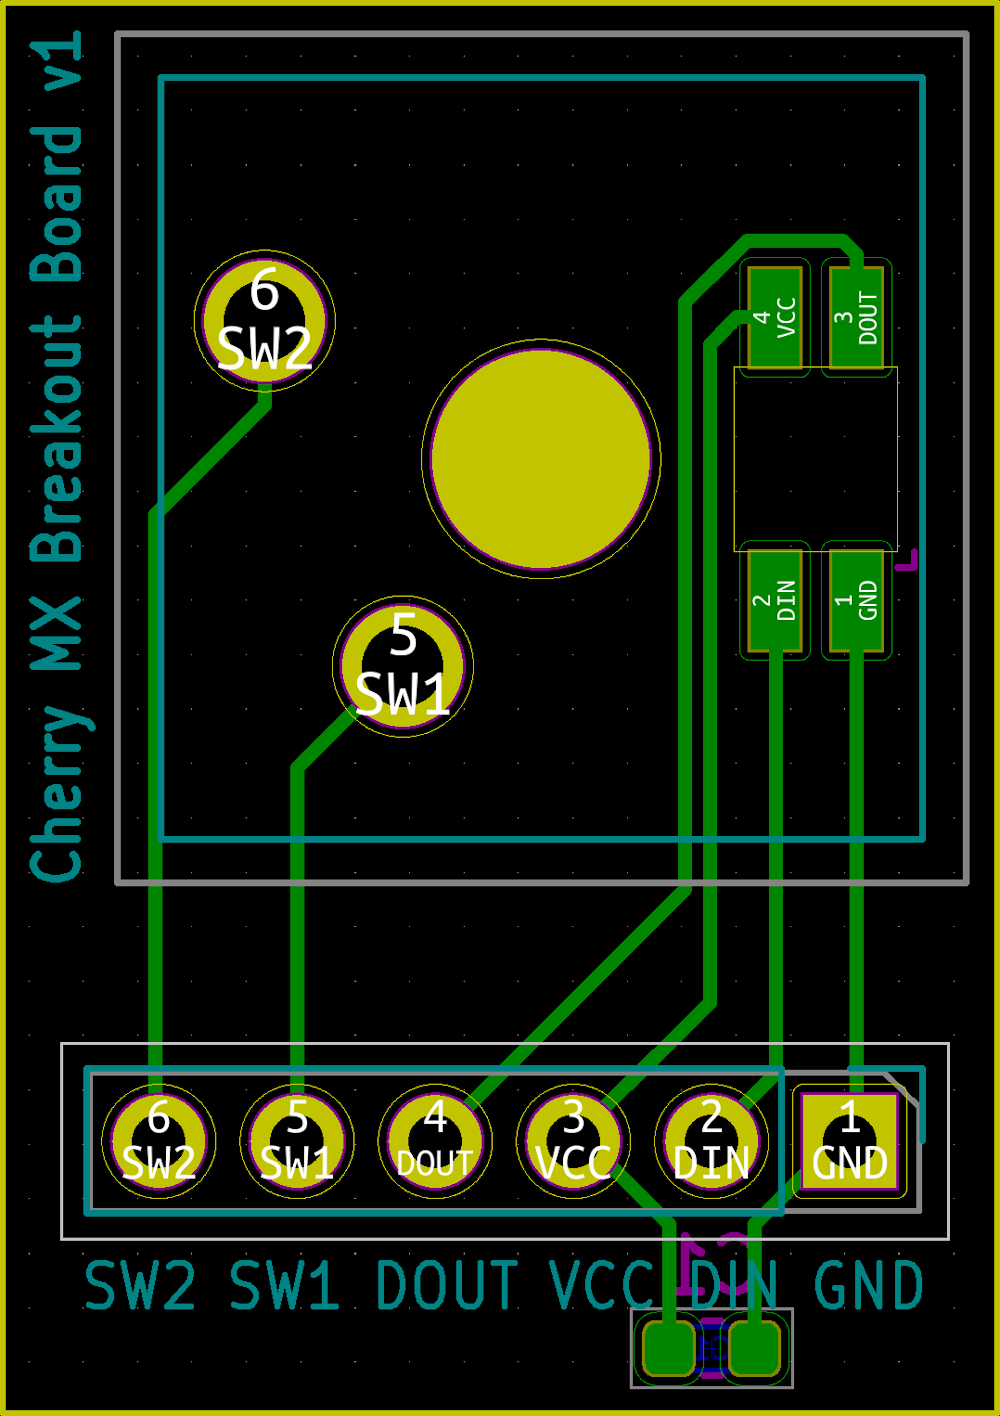 Cherry MX Breakout Board v1
6
SW2
5
SW1
4
VCC
3
DOUT
2
DIN
1
GND
6
SW2
5
SW1
4
DOUT
3
VCC
2
DIN
1
GND
C1
SW2 SW1 DOUT VCC DIN GND